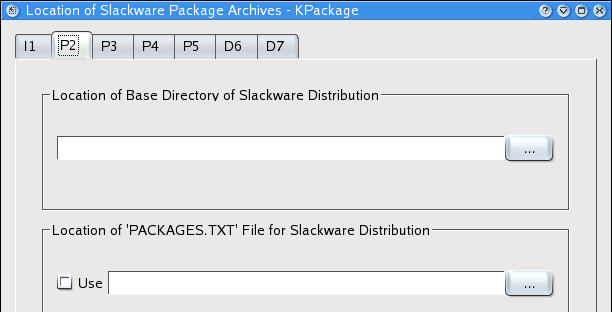 Location of Slackware Package Archives - KPackage
I1 P2 P3 P4 P5 D6 D7
Location of Base Directory of Slackware Distribution
...
Location of 'PACKAGES.TXT' File for Slackware Distribution
Use ...